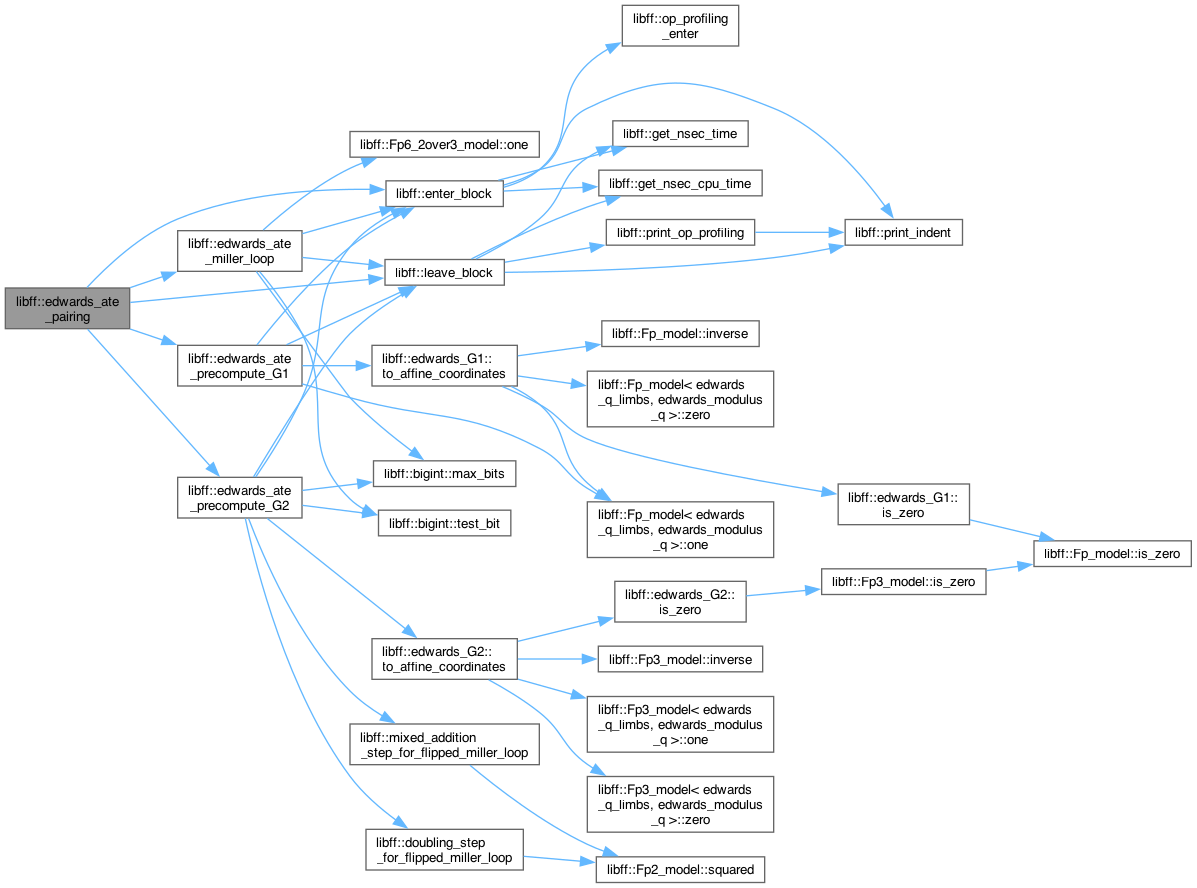 libff::edwards_ate
_pairing
libff::edwards_ate
_miller_loop
libff::edwards_ate
_precompute_G1
libff::edwards_ate
_precompute_G2
libff::Fp6_2over3_model::one
libff::enter_block
libff::leave_block
libff::edwards_G1::
to_affine_coordinates
libff::bigint::max_bits
libff::bigint::test_bit
libff::edwards_G2::
to_affine_coordinates
libff::mixed_addition
_step_for_flipped_miller_loop
libff::doubling_step
_for_flipped_miller_loop
libff::op_profiling
_enter
libff::get_nsec_time
libff::get_nsec_cpu_time
libff::print_op_profiling
libff::Fp_model::inverse
libff::Fp_model< edwards
_q_limbs, edwards_modulus
_q >::zero
libff::Fp_model< edwards
_q_limbs, edwards_modulus
_q >::one
libff::edwards_G2::
is_zero
libff::Fp3_model::inverse
libff::Fp3_model< edwards
_q_limbs, edwards_modulus
_q >::one
libff::Fp3_model< edwards
_q_limbs, edwards_modulus
_q >::zero
libff::Fp2_model::squared
libff::print_indent
libff::edwards_G1::
is_zero
libff::Fp3_model::is_zero
libff::Fp_model::is_zero